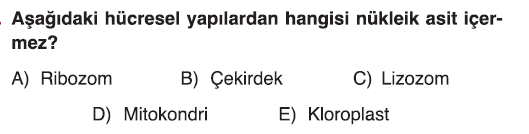 Aşağıdaki hücresel yapılardan hangisi nükleik asit içer-
mez?
A) Ribozom B) Çekirdek C) Lizozom
D) Mitokondri E) Kloroplast